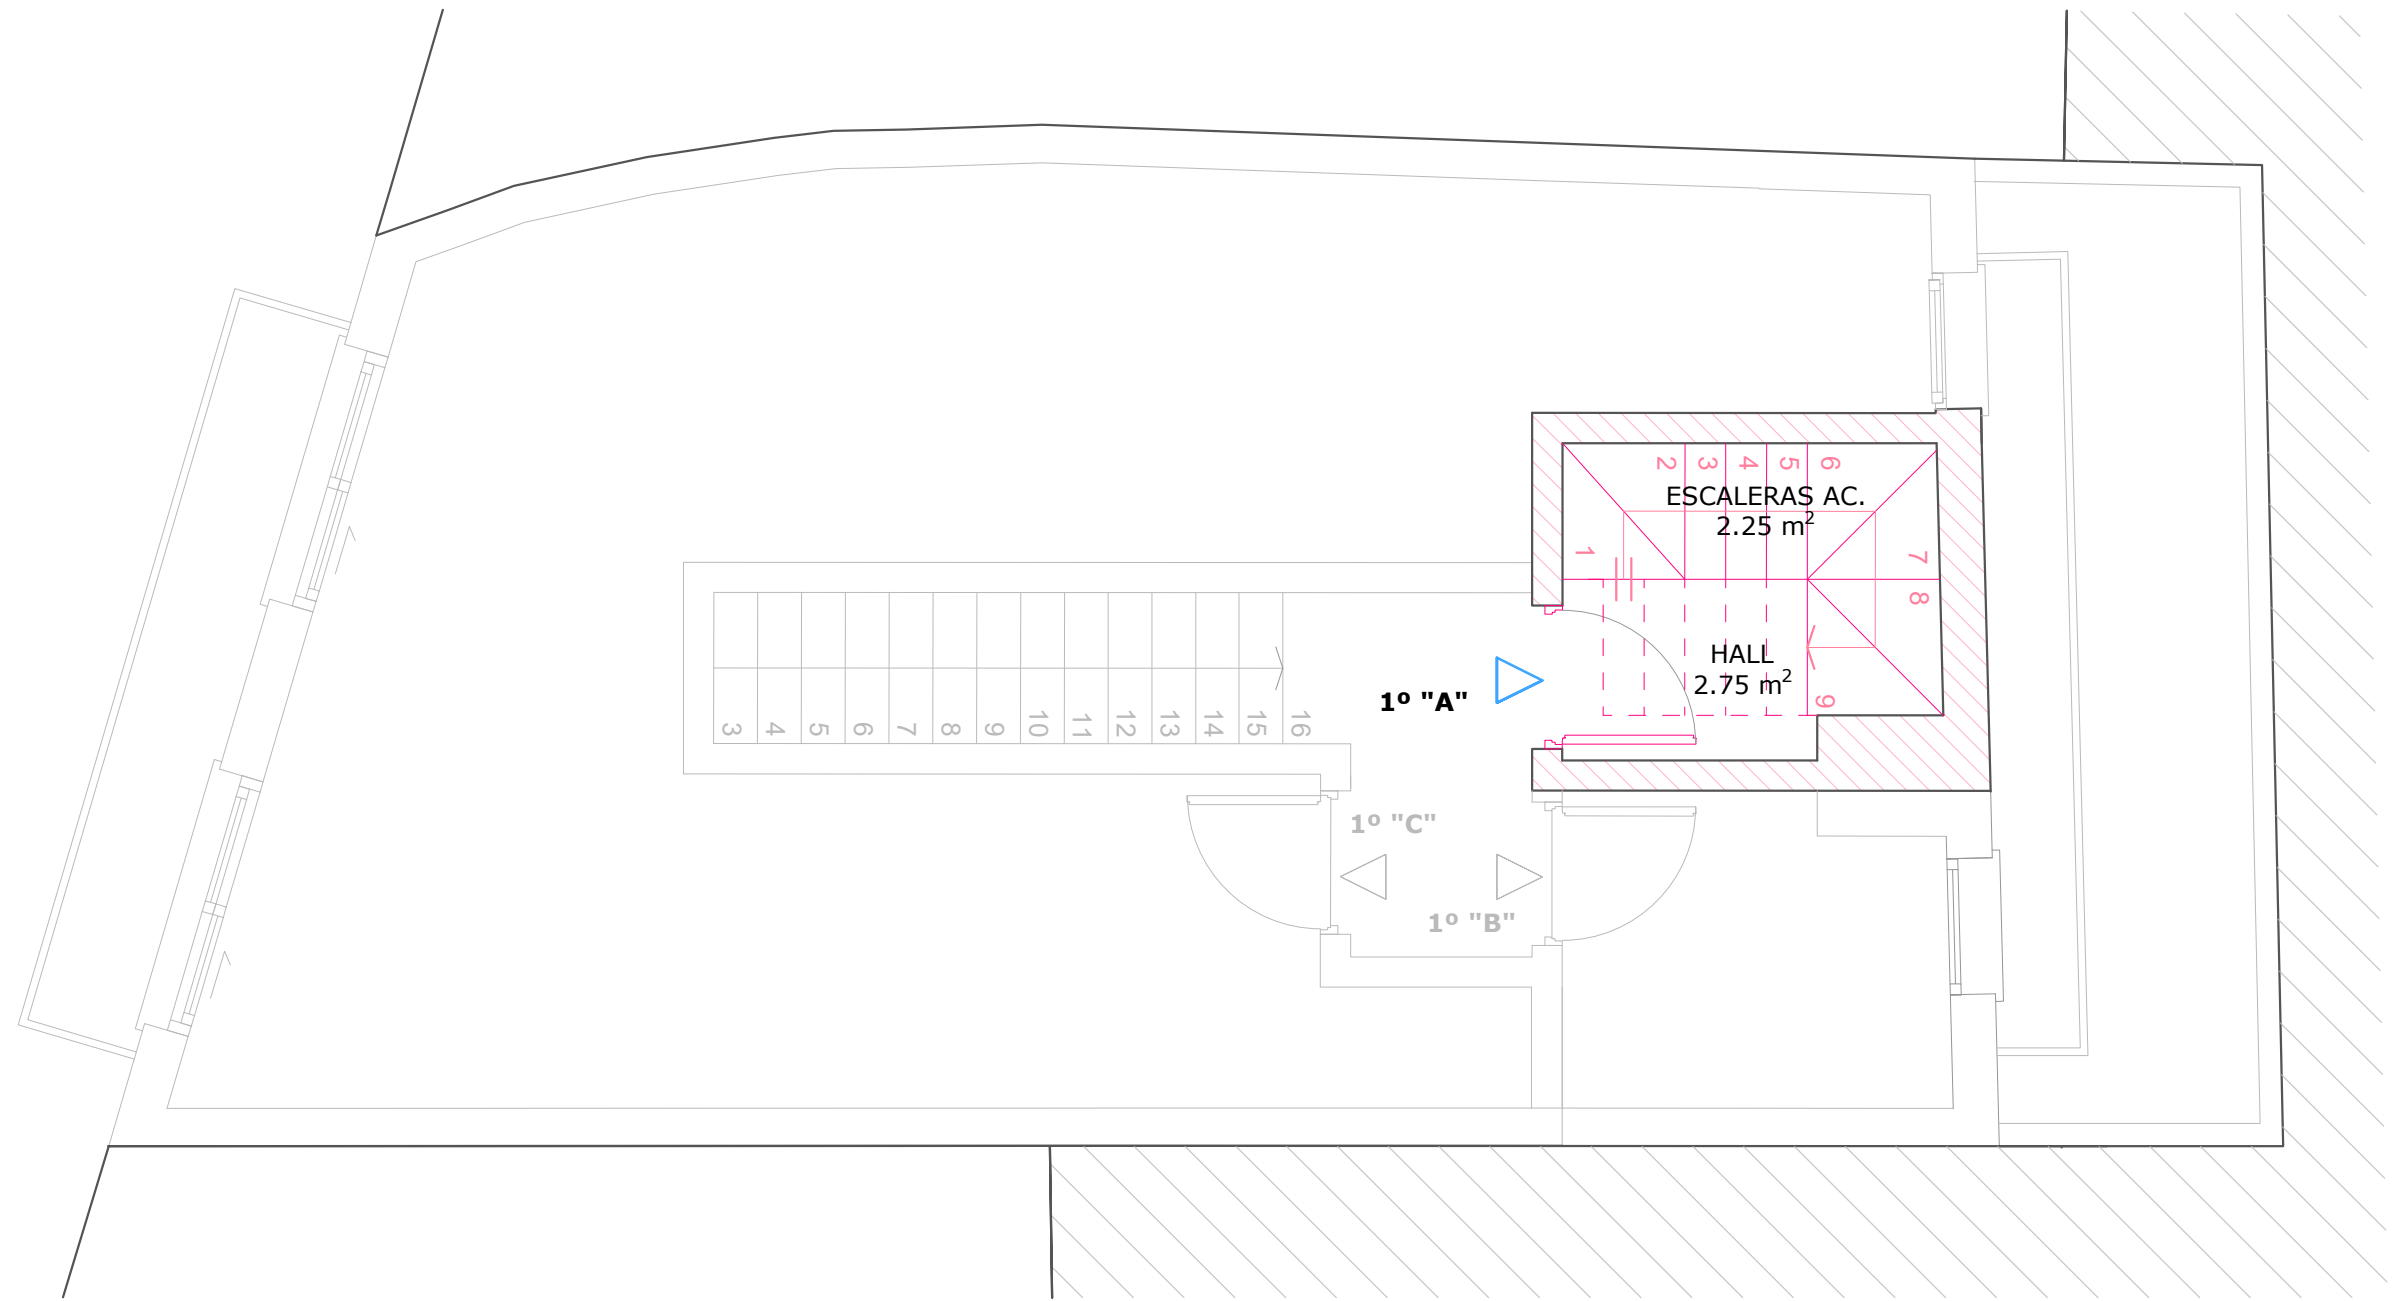 2 3 4 5 6
ESCALERAS AC.
2.25 m²
1
7
8
HALL
2.75 m²
9
1º "A"
3 4 5 6 7 8 9 10 11 12 13 14 15 16
1º "C"
1º "B"